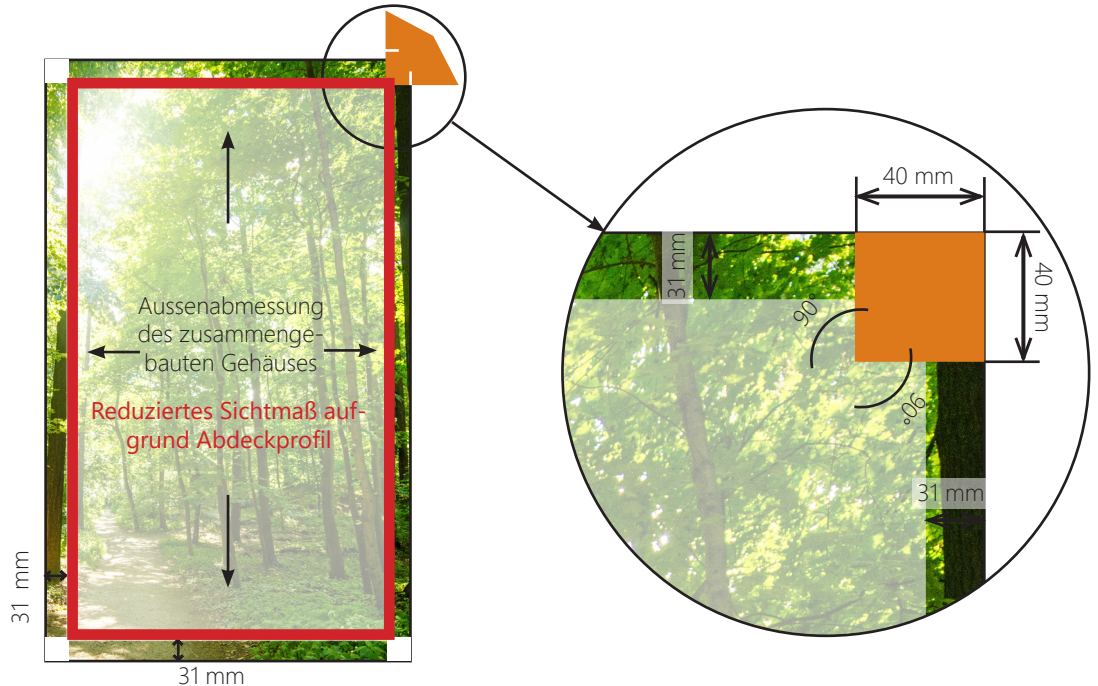 Aussenabmessung
des zusammenge-
bauten Gehäuses
Reduziertes Sichtmaß auf-
grund Abdeckprofil
31 mm
31 mm
40 mm
40 mm
31 mm
90°
90°
31 mm